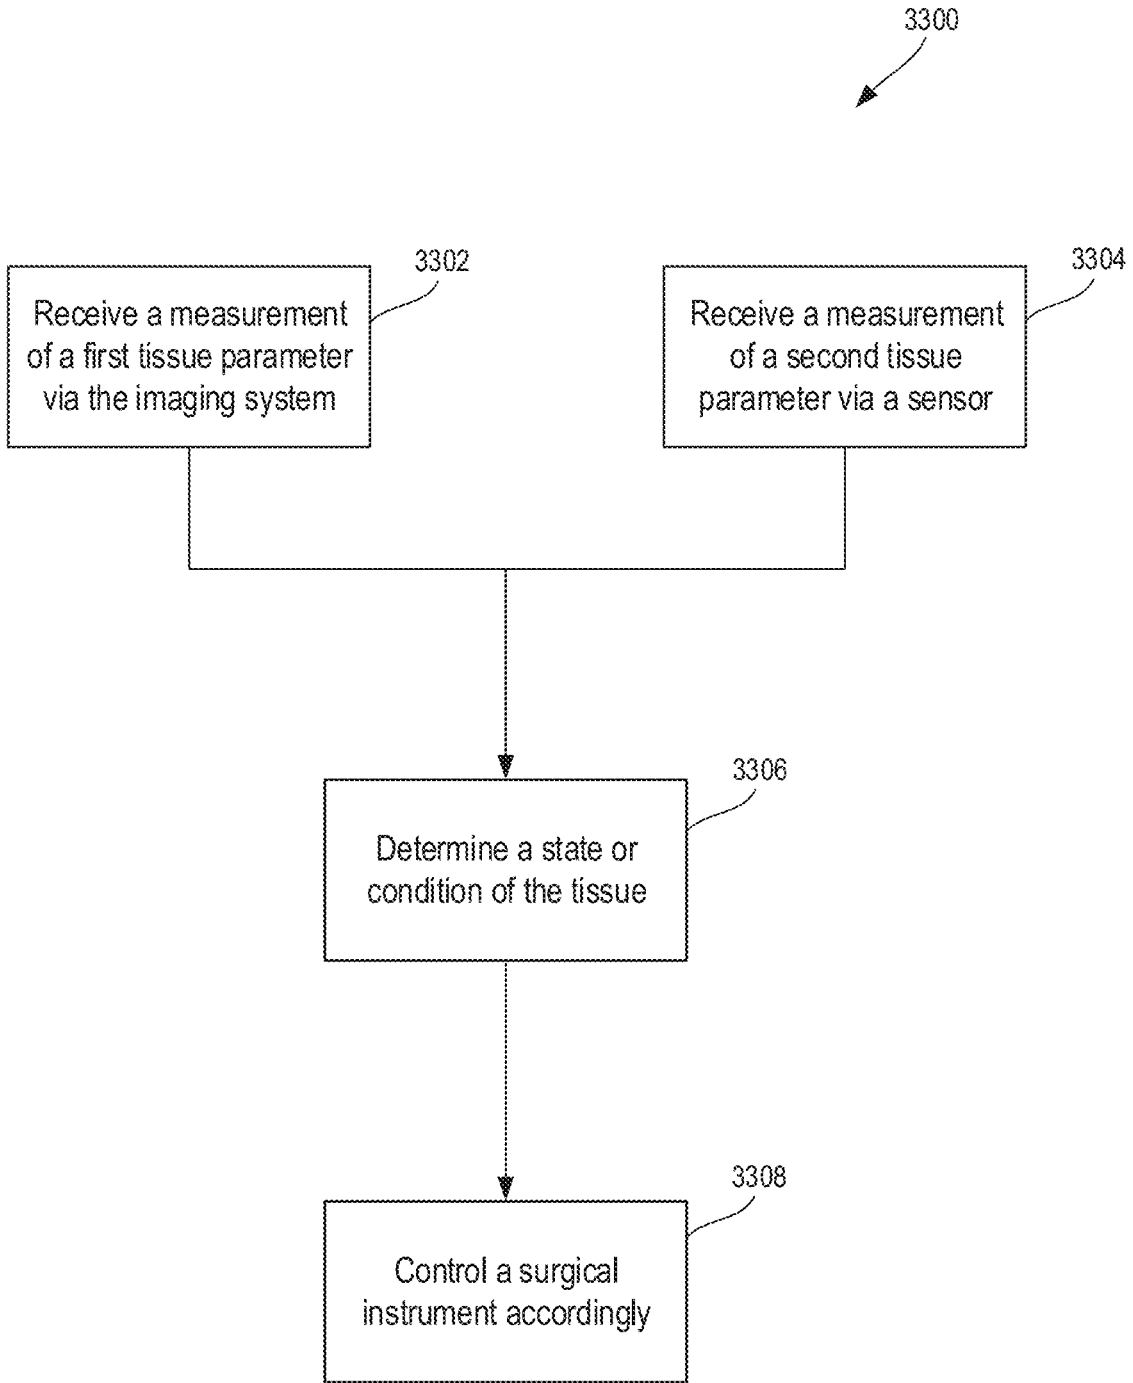 3300
3302
Receive a measurement
of a first tissue parameter
via the imaging system
3304
Receive a measurement
of a second tissue
parameter via a sensor
3306
Determine a state or
condition of the tissue
3308
Control a surgical
instrument accordingly